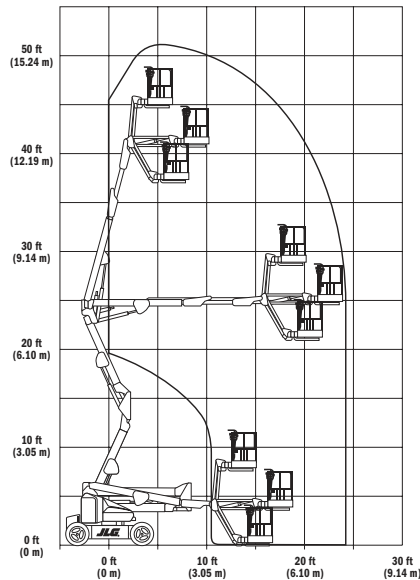 50 ft
(15.24 m)
40 ft
(12.19 m)
30 ft
(9.14 m)
20 ft
(6.10 m)
10 ft
(3.05 m)
0 ft
(0 m)
JLG
0 ft
(0 m)
10 ft
(3.05 m)
20 ft
(6.10 m)
30 ft
(9.14 m)